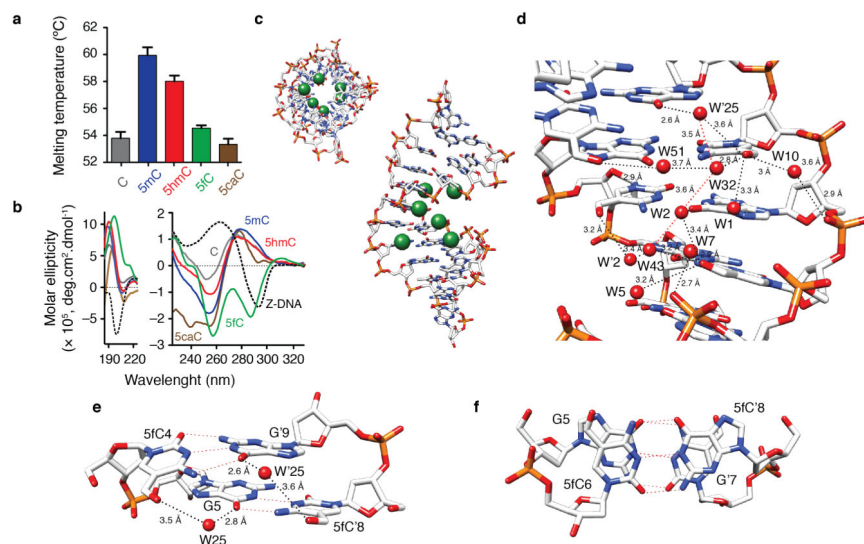 a
Melting temperature (ºC)
62
60
58
56
54
52
C
5mC
5hmC
5fC
5caC
b
Molar ellipticity
(× 10⁵, deg.cm².dmol⁻¹)
10
5
0
−5
190
220
2
1
0
−1
−2
−3
240
260
280
300
320
5mC
5hmC
C
Z-DNA
5fC
5caC
Wavelenght (nm)
c
d
W'25
2.6 Å
3.6 Å
3.5Å
W51
W10
3.7 Å
2.8 Å
3 Å
3.6 Å
2.9 Å
W32
3.6 Å
3.3 Å
2.9 Å
W2
W1
3.2 Å
3.4 Å
W7
3.4 Å
W'2
W43
3.2 Å
2.7 Å
W5
e
5fC4
G'9
2.6 Å
W'25
3.6 Å
G5
3.5 Å
2.8 Å
5fC'8
W25
f
G5
5fC'8
5fC6
G'7